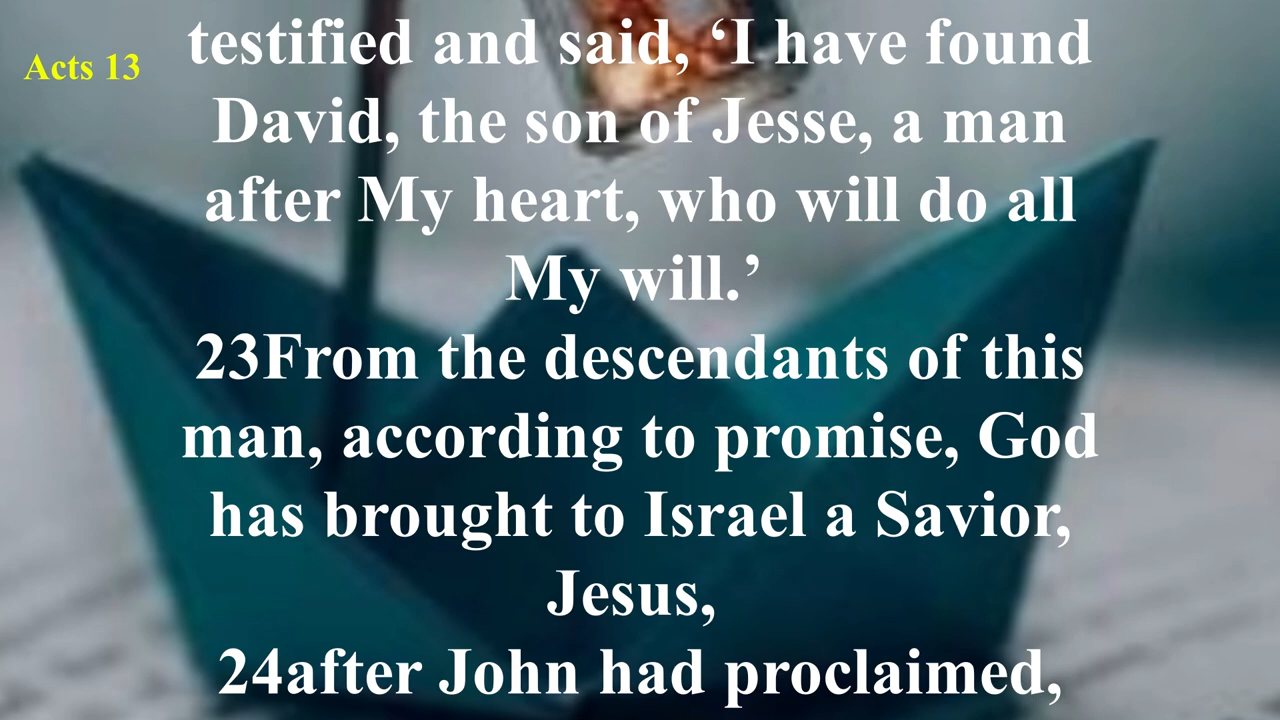 Acts 13
testified and said, ‘I have found
David, the son of Jesse, a man
after My heart, who will do all
My will.’
23From the descendants of this
man, according to promise, God
has brought to Israel a Savior,
Jesus,
24after John had proclaimed,